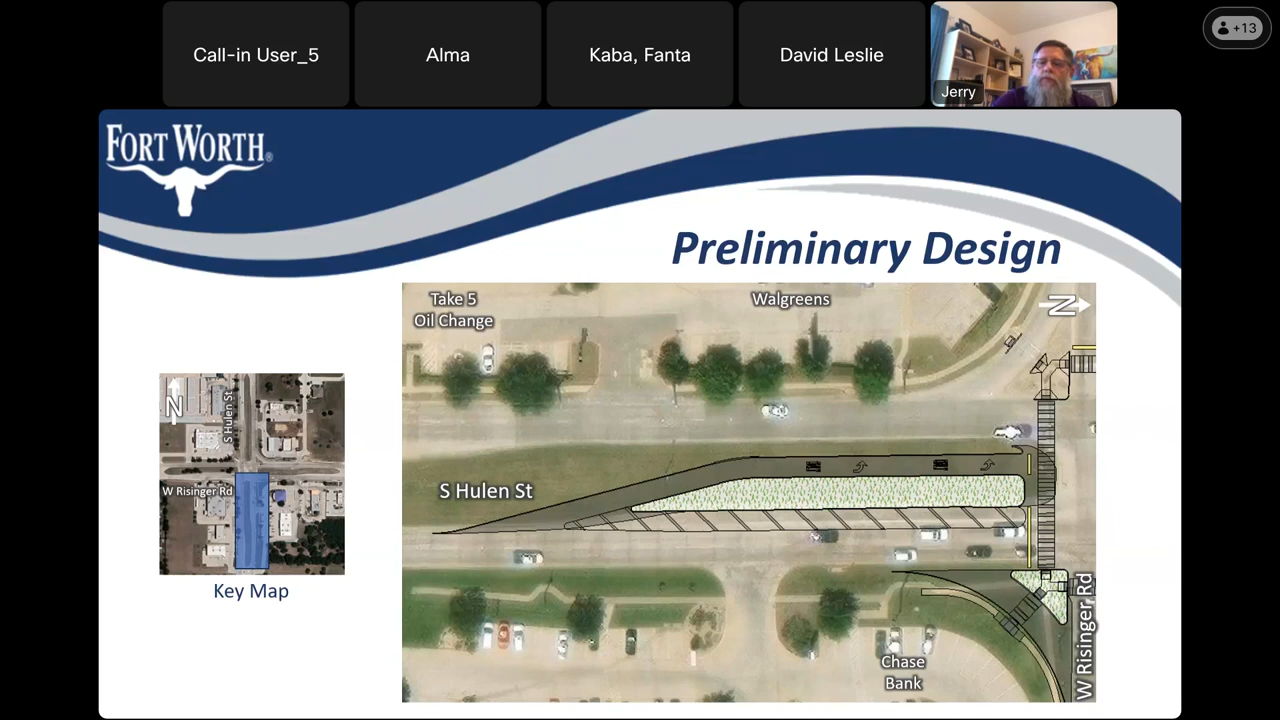 Call-in User_5
Alma
Kaba, Fanta
David Leslie
Jerry
+13
FORT WORTH®
Preliminary Design
Take 5
Oil Change
Walgreens
N
S Hulen St
W Risinger Rd
Chase
Bank
N
S Hulen St
W Risinger Rd
Key Map